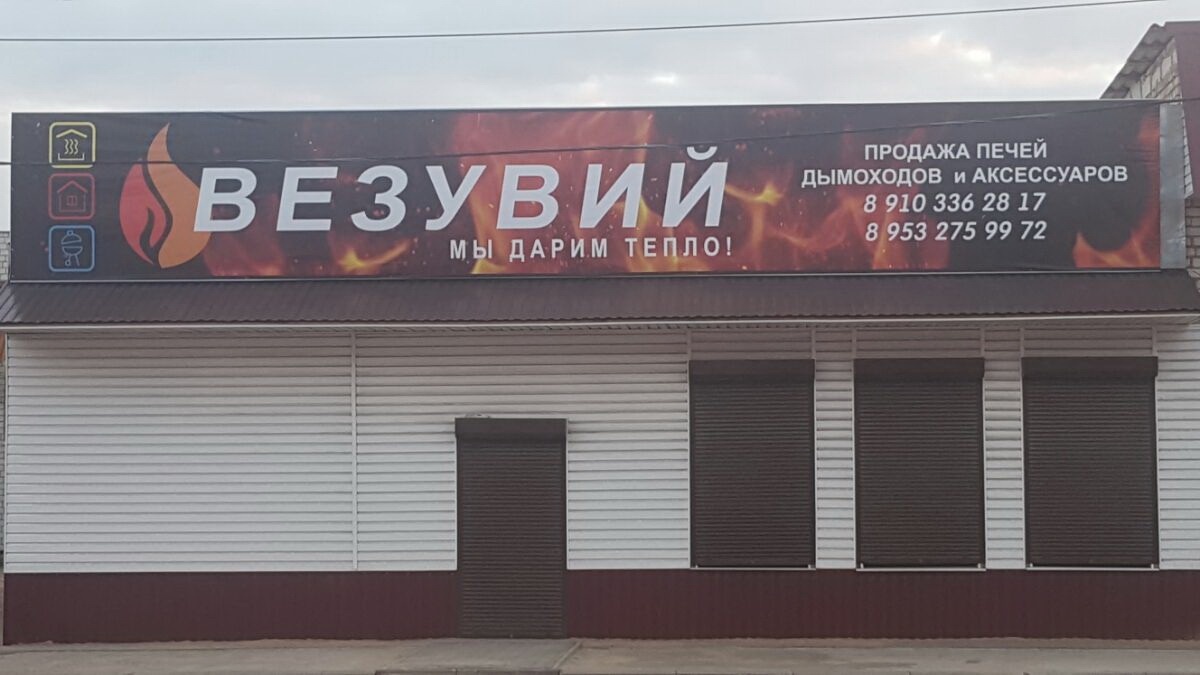 ВЕЗУВИЙ
МЫ ДАРИМ ТЕПЛО!
ПРОДАЖА ПЕЧЕЙ
ДЫМОХОДОВ и АКСЕССУАРОВ
8 910 336 28 17
8 953 275 99 72